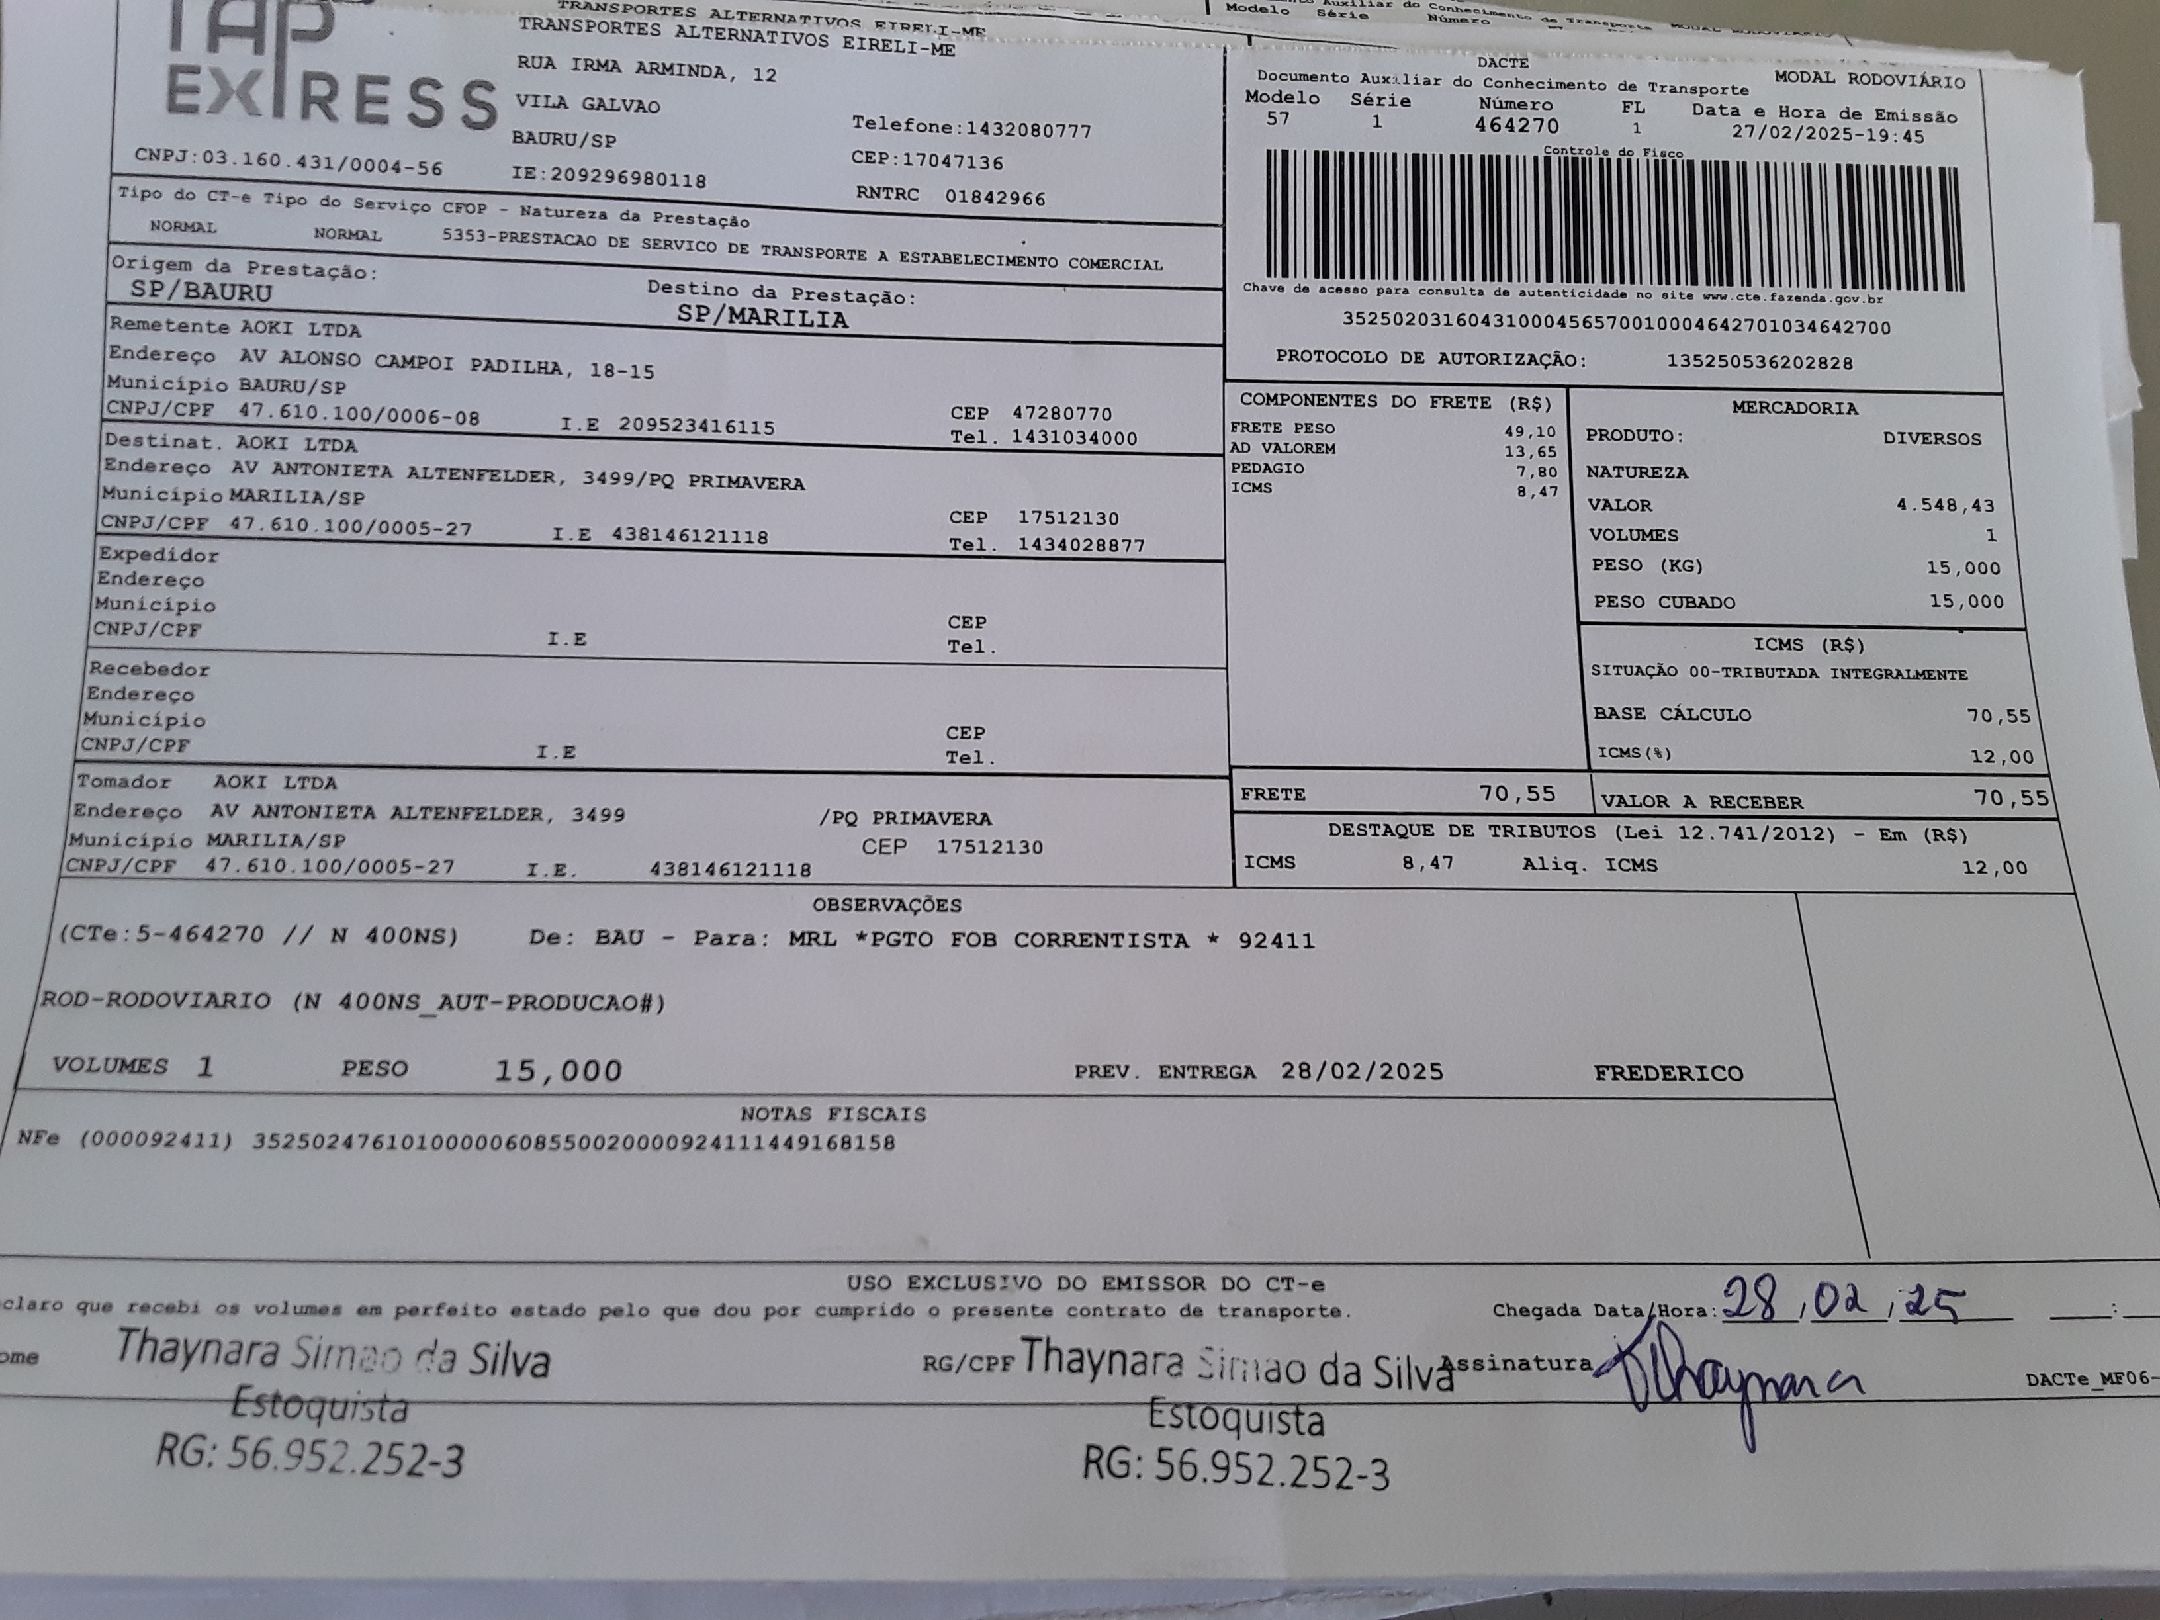 TRANSPORTES ALTERNATIVOS EIRELI-ME
Modelo Série Número
TAP
EXPRESS
TRANSPORTES ALTERNATIVOS EIRELI-ME
RUA IRMA ARMINDA, 12
VILA GALVAO
BAURU/SP
Telefone:1432080777
CEP:17047136
CNPJ:03.160.431/0004-56
IE:209296980118
RNTRC 01842966
DACTE
Documento Auxiliar do Conhecimento de Transporte
MODAL RODOVIÁRIO
Modelo Série Número FL Data e Hora de Emissão
57 1 464270 1 27/02/2025-19:45
Controle do Fisco
Chave de acesso para consulta de autenticidade no site www.cte.fazenda.gov.br
35250203160431000456570010004642701034642700
PROTOCOLO DE AUTORIZAÇÃO: 135250536202828
Tipo do CT-e Tipo do Serviço CFOP - Natureza da Prestação
NORMAL NORMAL 5353-PRESTACAO DE SERVICO DE TRANSPORTE A ESTABELECIMENTO COMERCIAL
Origem da Prestação: Destino da Prestação:
SP/BAURU SP/MARILIA
Remetente AOKI LTDA
Endereço AV ALONSO CAMPOI PADILHA, 18-15
Município BAURU/SP CEP 47280770
CNPJ/CPF 47.610.100/0006-08 I.E 209523416115 Tel. 1431034000
Destinat. AOKI LTDA
Endereço AV ANTONIETA ALTENFELDER, 3499/PQ PRIMAVERA
Município MARILIA/SP CEP 17512130
CNPJ/CPF 47.610.100/0005-27 I.E 438146121118 Tel. 1434028877
Expedidor
Endereço
Município CEP
CNPJ/CPF I.E Tel.
Recebedor
Endereço
Município CEP
CNPJ/CPF I.E Tel.
Tomador AOKI LTDA
Endereço AV ANTONIETA ALTENFELDER, 3499 /PQ PRIMAVERA
Município MARILIA/SP CEP 17512130
CNPJ/CPF 47.610.100/0005-27 I.E. 438146121118
COMPONENTES DO FRETE (R$)
FRETE PESO 49,10
AD VALOREM 13,65
PEDAGIO 7,80
ICMS 8,47
MERCADORIA
PRODUTO: DIVERSOS
NATUREZA
VALOR 4.548,43
VOLUMES 1
PESO (KG) 15,000
PESO CUBADO 15,000
ICMS (R$)
SITUAÇÃO 00-TRIBUTADA INTEGRALMENTE
BASE CÁLCULO 70,55
ICMS(%) 12,00
FRETE 70,55 VALOR A RECEBER 70,55
DESTAQUE DE TRIBUTOS (Lei 12.741/2012) - Em (R$)
ICMS 8,47 Aliq. ICMS 12,00
OBSERVAÇÕES
(CTe:5-464270 // N 400NS) De: BAU - Para: MRL *PGTO FOB CORRENTISTA * 92411
ROD-RODOVIARIO (N 400NS_AUT-PRODUCAO#)
VOLUMES 1 PESO 15,000 PREV. ENTREGA 28/02/2025 FREDERICO
NOTAS FISCAIS
NFe (000092411) 35250247610100000608550020000924111449168158
USO EXCLUSIVO DO EMISSOR DO CT-e
claro que recebi os volumes em perfeito estado pelo que dou por cumprido o presente contrato de transporte. Chegada Data/Hora: 28/02/25 :
ome Thaynara Simao da Silva RG/CPF Thaynara Simao da Silva Assinatura Thaynara DACTe_MF06-
Estoquista Estoquista
RG: 56.952.252-3 RG: 56.952.252-3